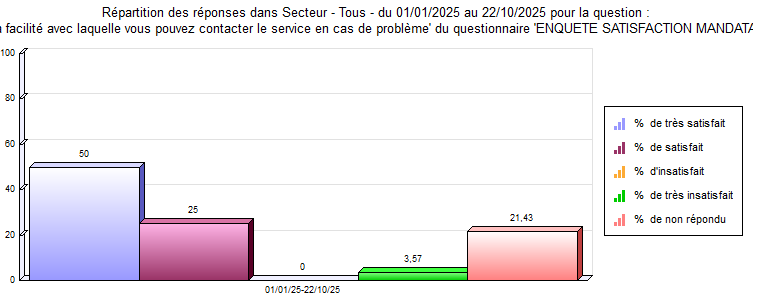 Répartition des réponses dans Secteur - Tous - du 01/01/2025 au 22/10/2025 pour la question :
facilité avec laquelle vous pouvez contacter le service en cas de problème' du questionnaire 'ENQUETE SATISFACTION MANDATA
100
80
60
40
20
0
50
25
0
3,57
21,43
01/01/25-22/10/25
% de très satisfait
% de satisfait
% d'insatisfait
% de très insatisfait
% de non répondu